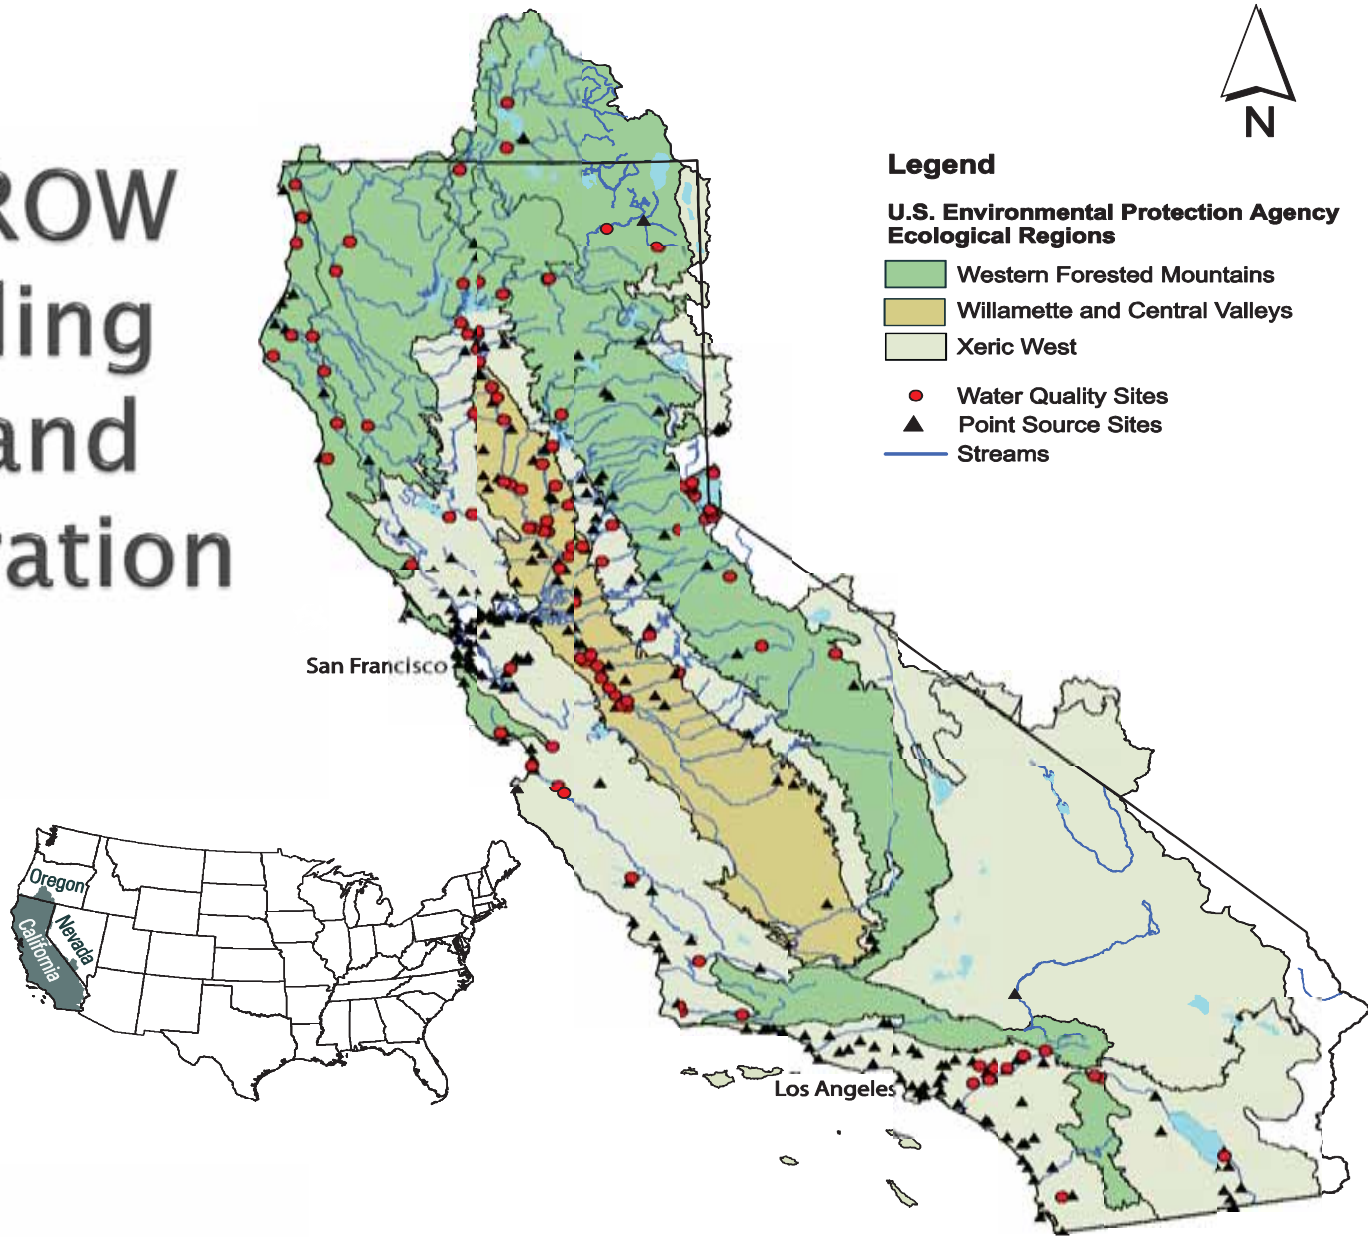 ROW
ling
and
ration
N
Legend
U.S. Environmental Protection Agency
Ecological Regions
Western Forested Mountains
Willamette and Central Valleys
Xeric West
Water Quality Sites
Point Source Sites
Streams
San Francisco
Los Angeles
Oregon
Nevada
California